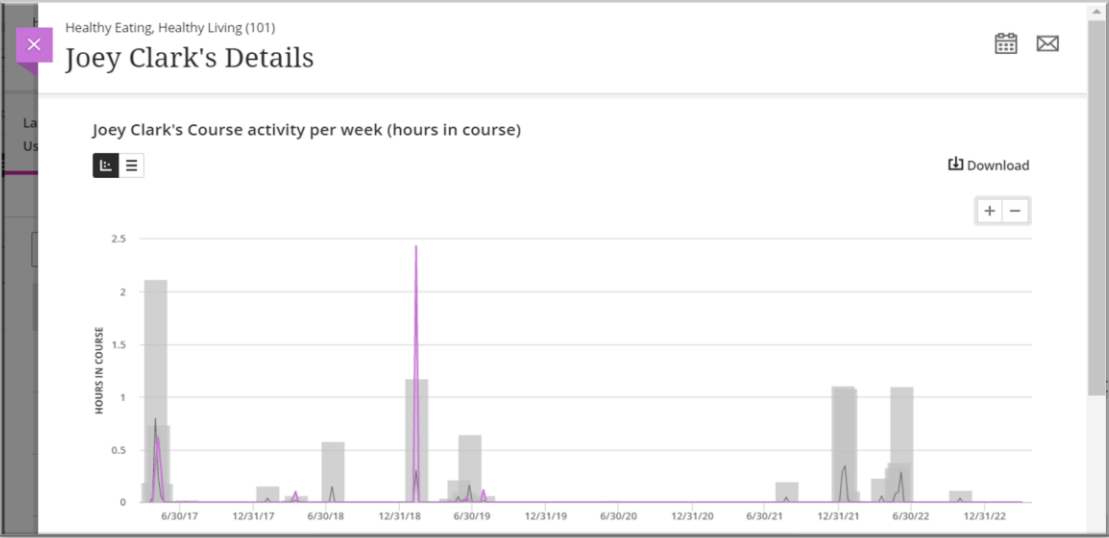 Healthy Eating, Healthy Living (101)
Joey Clark's Details
La
Us
Joey Clark's Course activity per week (hours in course)
Download
+ −
2.5
2
1.5
1
0.5
0
HOURS IN COURSE
6/30/17 12/31/17 6/30/18 12/31/18 6/30/19 12/31/19 6/30/20 12/31/20 6/30/21 12/31/21 6/30/22 12/31/22